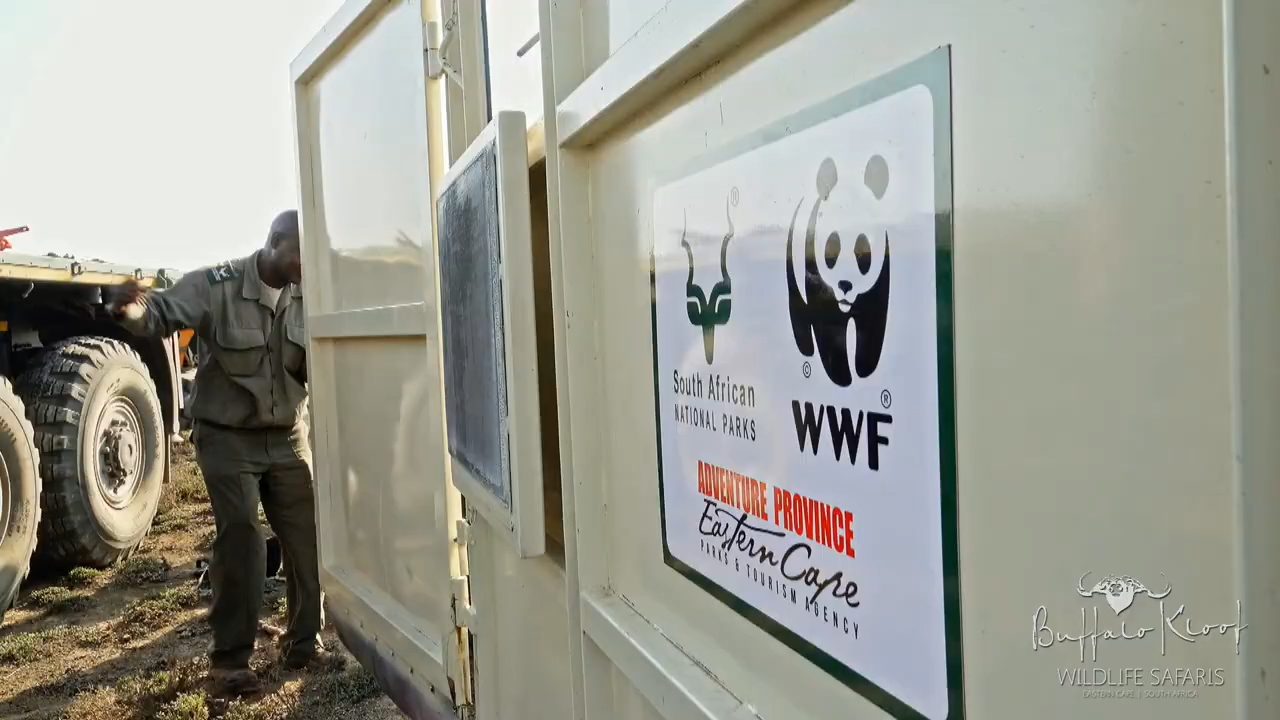 South African
NATIONAL PARKS
®
©
®
WWF
ADVENTURE PROVINCE
Eastern Cape
PARKS & TOURISM AGENCY
Buffalo Kloof
WILDLIFE SAFARIS
EASTERN CAPE | SOUTH AFRICA